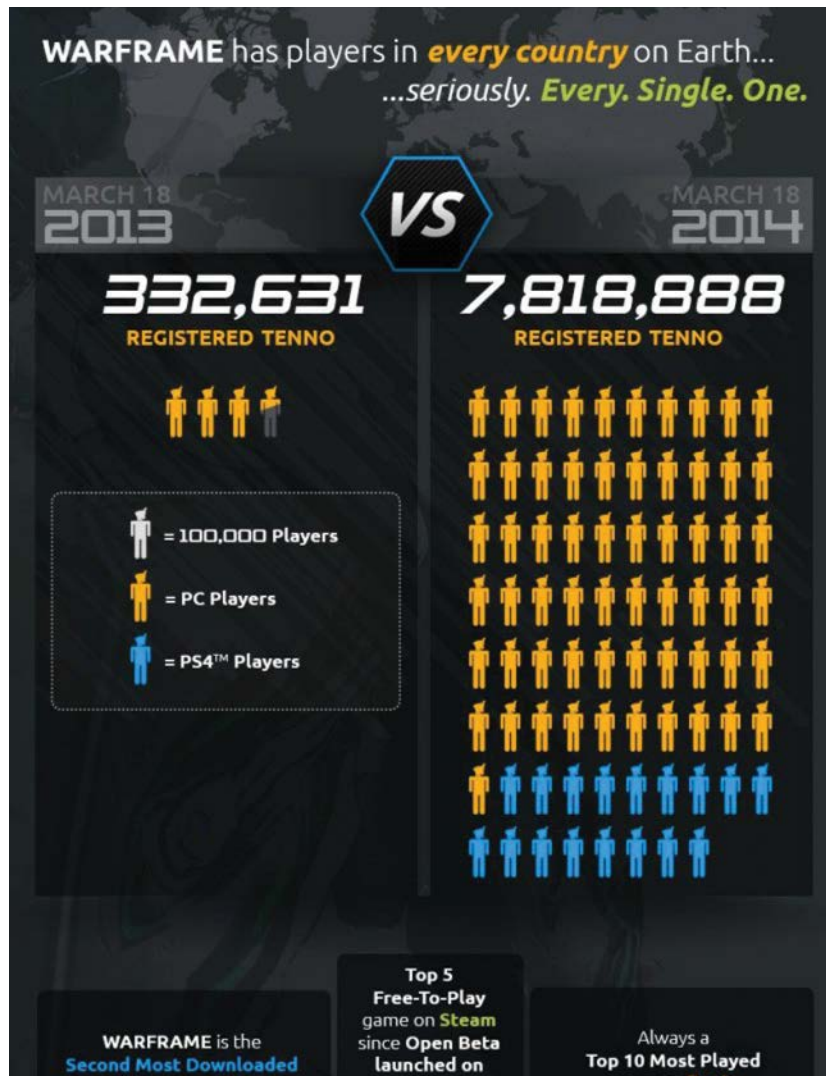 WARFRAME has players in every country on Earth...
...seriously. Every. Single. One.
MARCH 18
2013
VS
MARCH 18
2014
332,631
REGISTERED TENNO
7,818,888
REGISTERED TENNO
= 100,000 Players
= PC Players
= PS4™ Players
WARFRAME is the
Second Most Downloaded
Top 5
Free-To-Play
game on Steam
since Open Beta
launched on
Always a
Top 10 Most Played